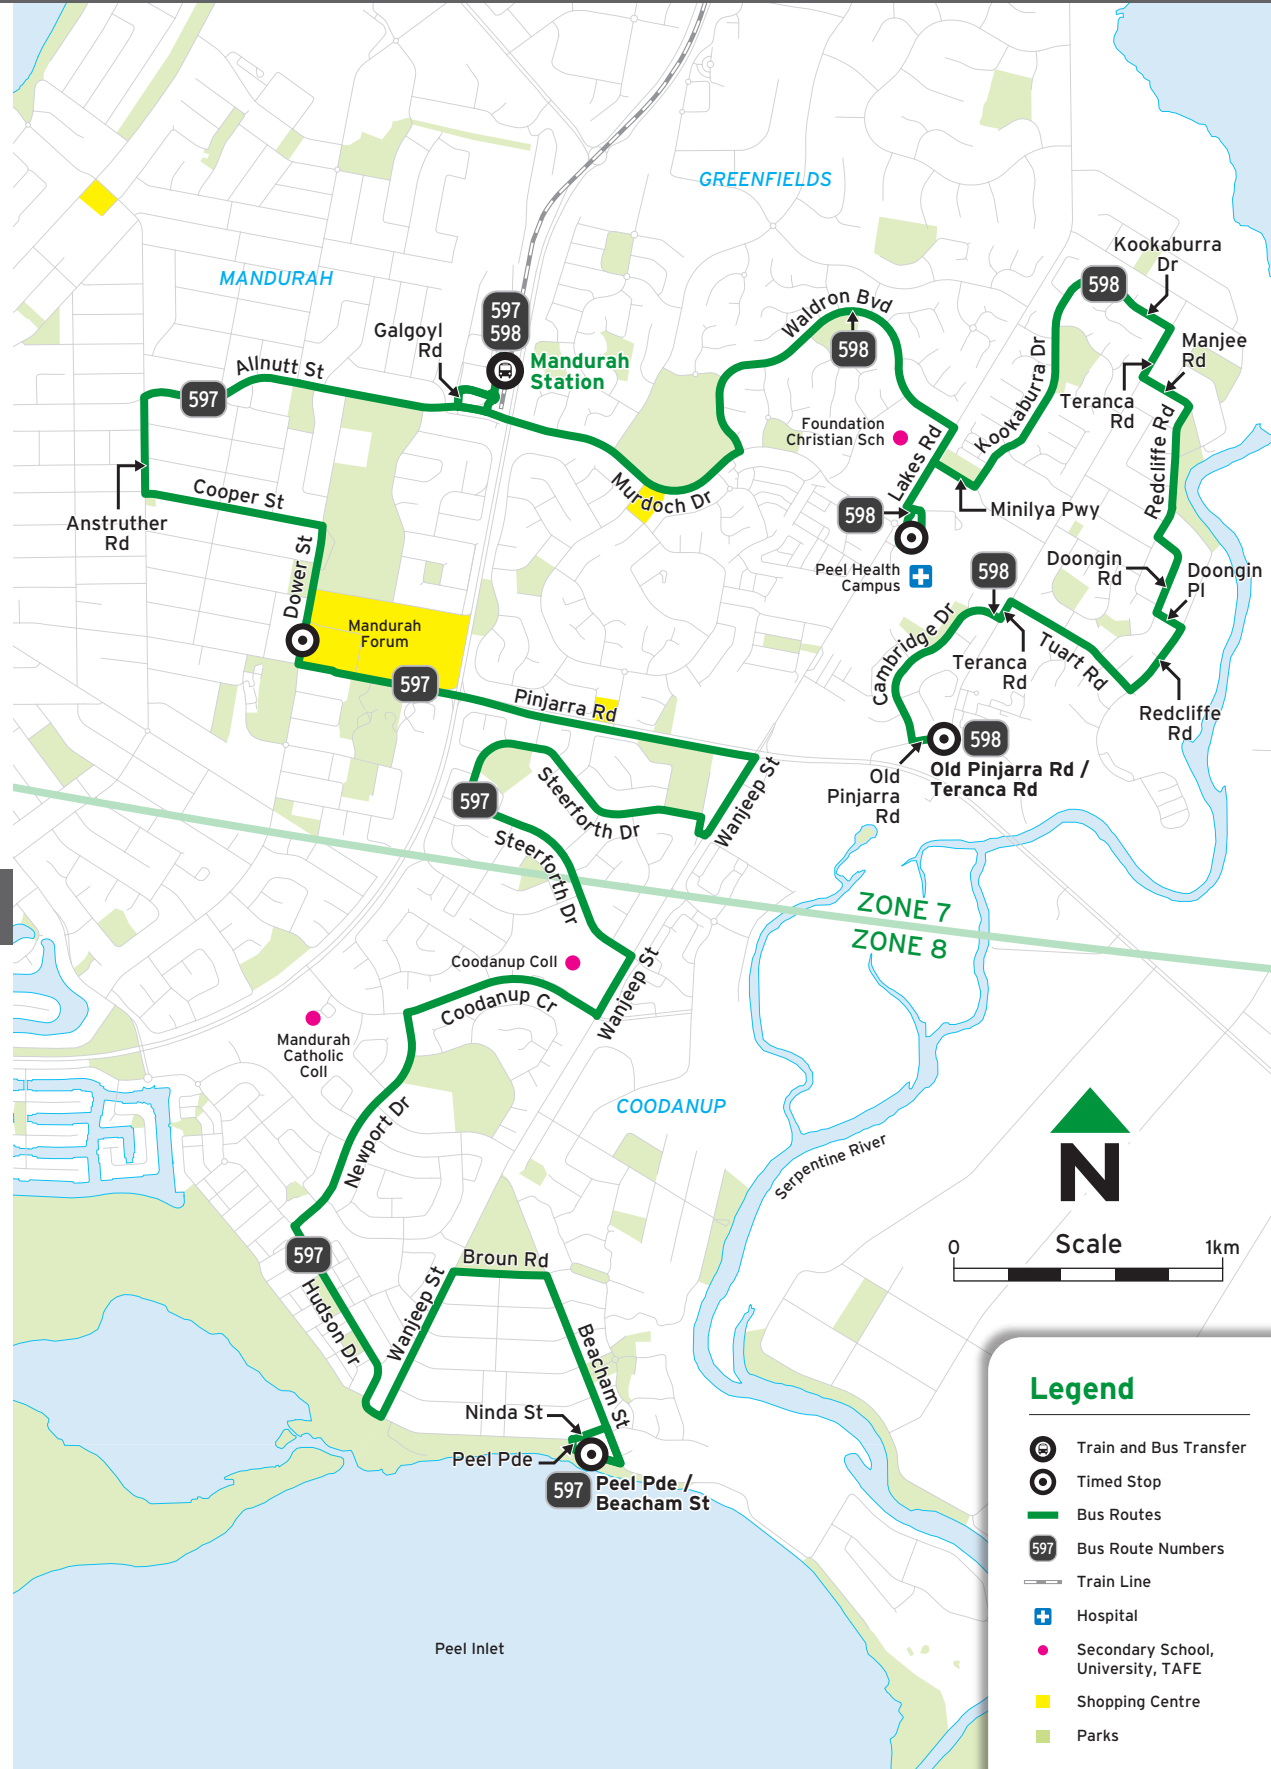 GREENFIELDS
Kookaburra
Dr
MANDURAH
598
597
598
Galgoyl
Rd
Mandurah
Station
Waldron Bvd
598
Manjee
Rd
Allnutt St
597
Kookaburra Dr
Teranca
Rd
Redcliffe Rd
Foundation
Christian Sch
Lakes Rd
Murdoch Dr
Cooper St
Anstruther
Rd
598
Minilya Pwy
Dower St
Peel Health
Campus
598
Doongin
Rd
Doongin
Pl
Mandurah
Forum
Cambridge Dr
Teranca
Rd
Tuart Rd
597
Pinjarra Rd
Redcliffe
Rd
598
Old Pinjarra Rd /
Teranca Rd
Old
Pinjarra
Rd
597
Steerforth Dr
Wanjeep St
Steerforth Dr
ZONE 7
ZONE 8
Coodanup Coll
Wanjeep St
Coodanup Cr
Mandurah
Catholic
Coll
COODANUP
Newport Dr
Serpentine River
N
0
Scale
1km
597
Broun Rd
Hudson Dr
Wanjeep St
Beacham St
Ninda St
Peel Pde
597
Peel Pde /
Beacham St
Peel Inlet
Legend
Train and Bus Transfer
Timed Stop
Bus Routes
597
Bus Route Numbers
Train Line
Hospital
Secondary School,
University, TAFE
Shopping Centre
Parks